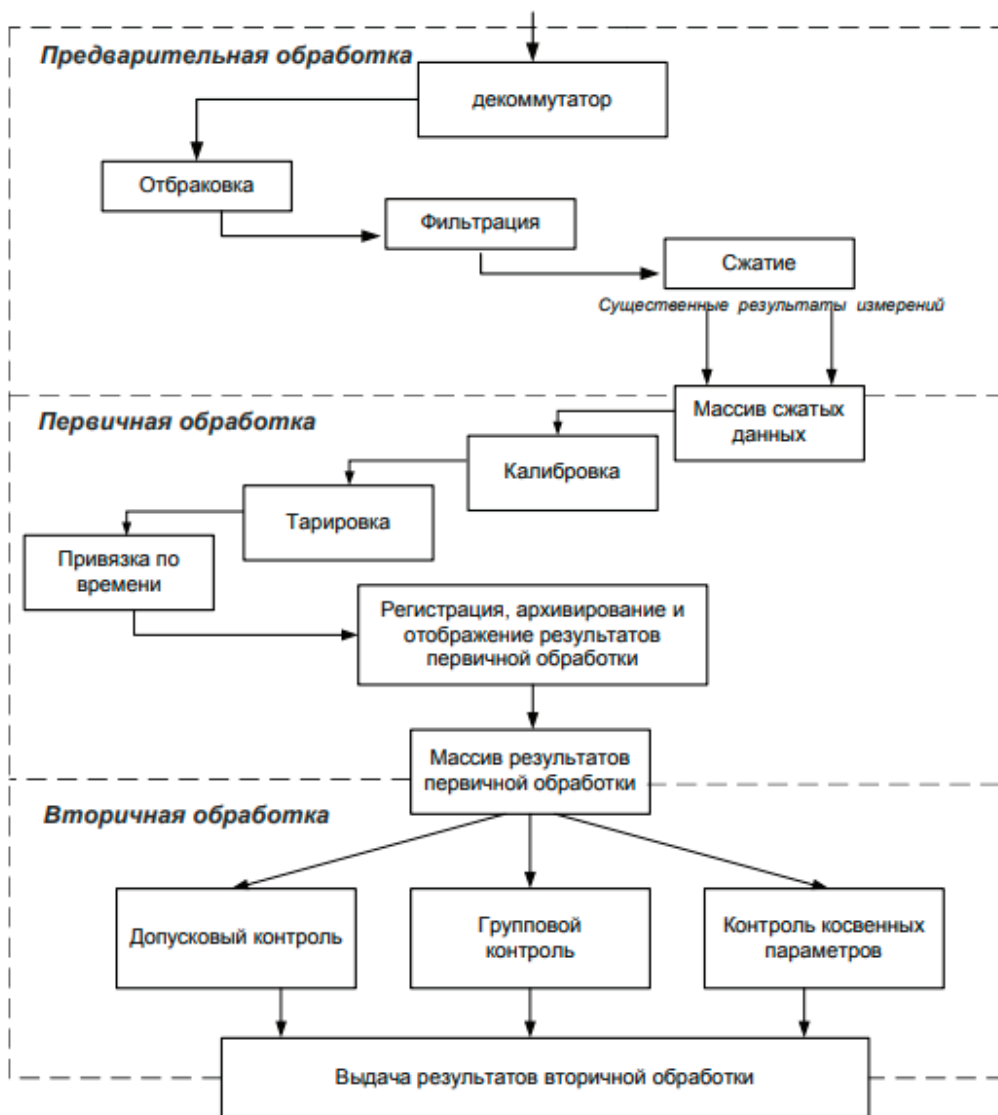 Предварительная обработка
декоммутатор
Отбраковка
Фильтрация
Сжатие
Существенные результаты измерений
Первичная обработка
Массив сжатых
данных
Калибровка
Тарировка
Привязка по
времени
Регистрация, архивирование и
отображение результатов
первичной обработки
Массив результатов
первичной обработки
Вторичная обработка
Допусковый контроль
Групповой
контроль
Контроль косвенных
параметров
Выдача результатов вторичной обработки